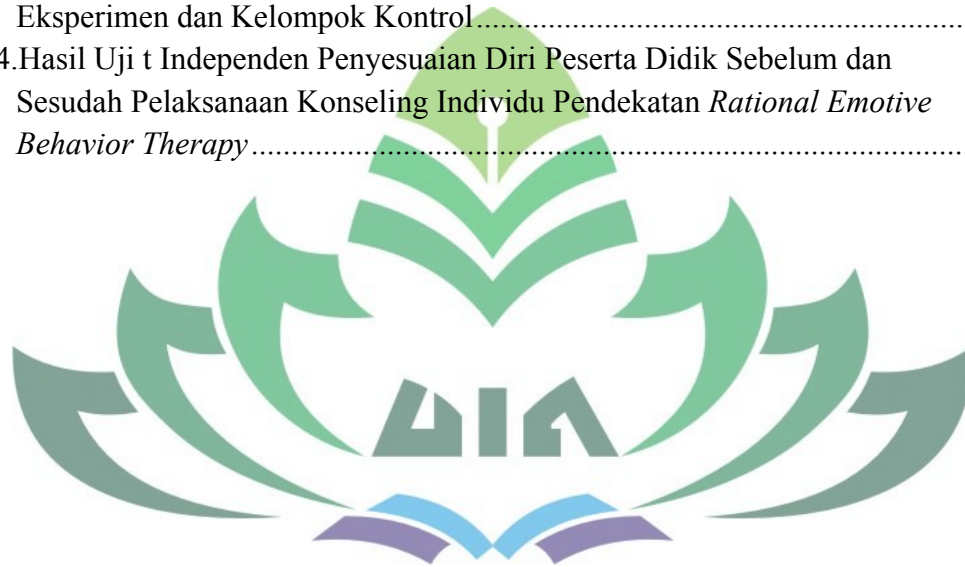 Eksperimen dan Kelompok Kontrol........................................................
4.Hasil Uji t Independen Penyesuaian Diri Peserta Didik Sebelum dan
Sesudah Pelaksanaan Konseling Individu Pendekatan Rational Emotive
Behavior Therapy.................................................................................
UIN